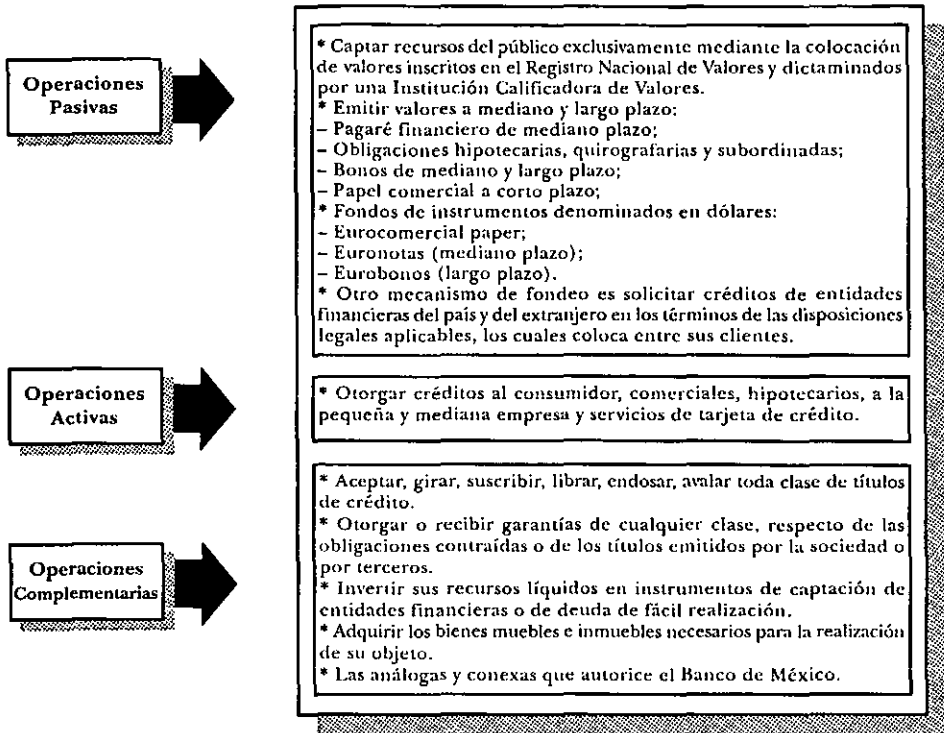 Operaciones
Pasivas
* Captar recursos del público exclusivamente mediante la colocación
de valores inscritos en el Registro Nacional de Valores y dictaminados
por una Institución Calificadora de Valores.
* Emitir valores a mediano y largo plazo:
– Pagaré financiero de mediano plazo;
– Obligaciones hipotecarias, quirografarias y subordinadas;
– Bonos de mediano y largo plazo;
– Papel comercial a corto plazo;
* Fondos de instrumentos denominados en dólares:
– Eurocomercial paper;
– Euronotas (mediano plazo);
– Eurobonos (largo plazo).
* Otro mecanismo de fondeo es solicitar créditos de entidades
financieras del país y del extranjero en los términos de las disposiciones
legales aplicables, los cuales coloca entre sus clientes.
Operaciones
Activas
* Otorgar créditos al consumidor, comerciales, hipotecarios, a la
pequeña y mediana empresa y servicios de tarjeta de crédito.
Operaciones
Complementarias
* Aceptar, girar, suscribir, librar, endosar, avalar toda clase de títulos
de crédito.
* Otorgar o recibir garantías de cualquier clase, respecto de las
obligaciones contraídas o de los títulos emitidos por la sociedad o
por terceros.
* Invertir sus recursos líquidos en instrumentos de captación de
entidades financieras o de deuda de fácil realización.
* Adquirir los bienes muebles e inmuebles necesarios para la realización
de su objeto.
* Las análogas y conexas que autorice el Banco de México.